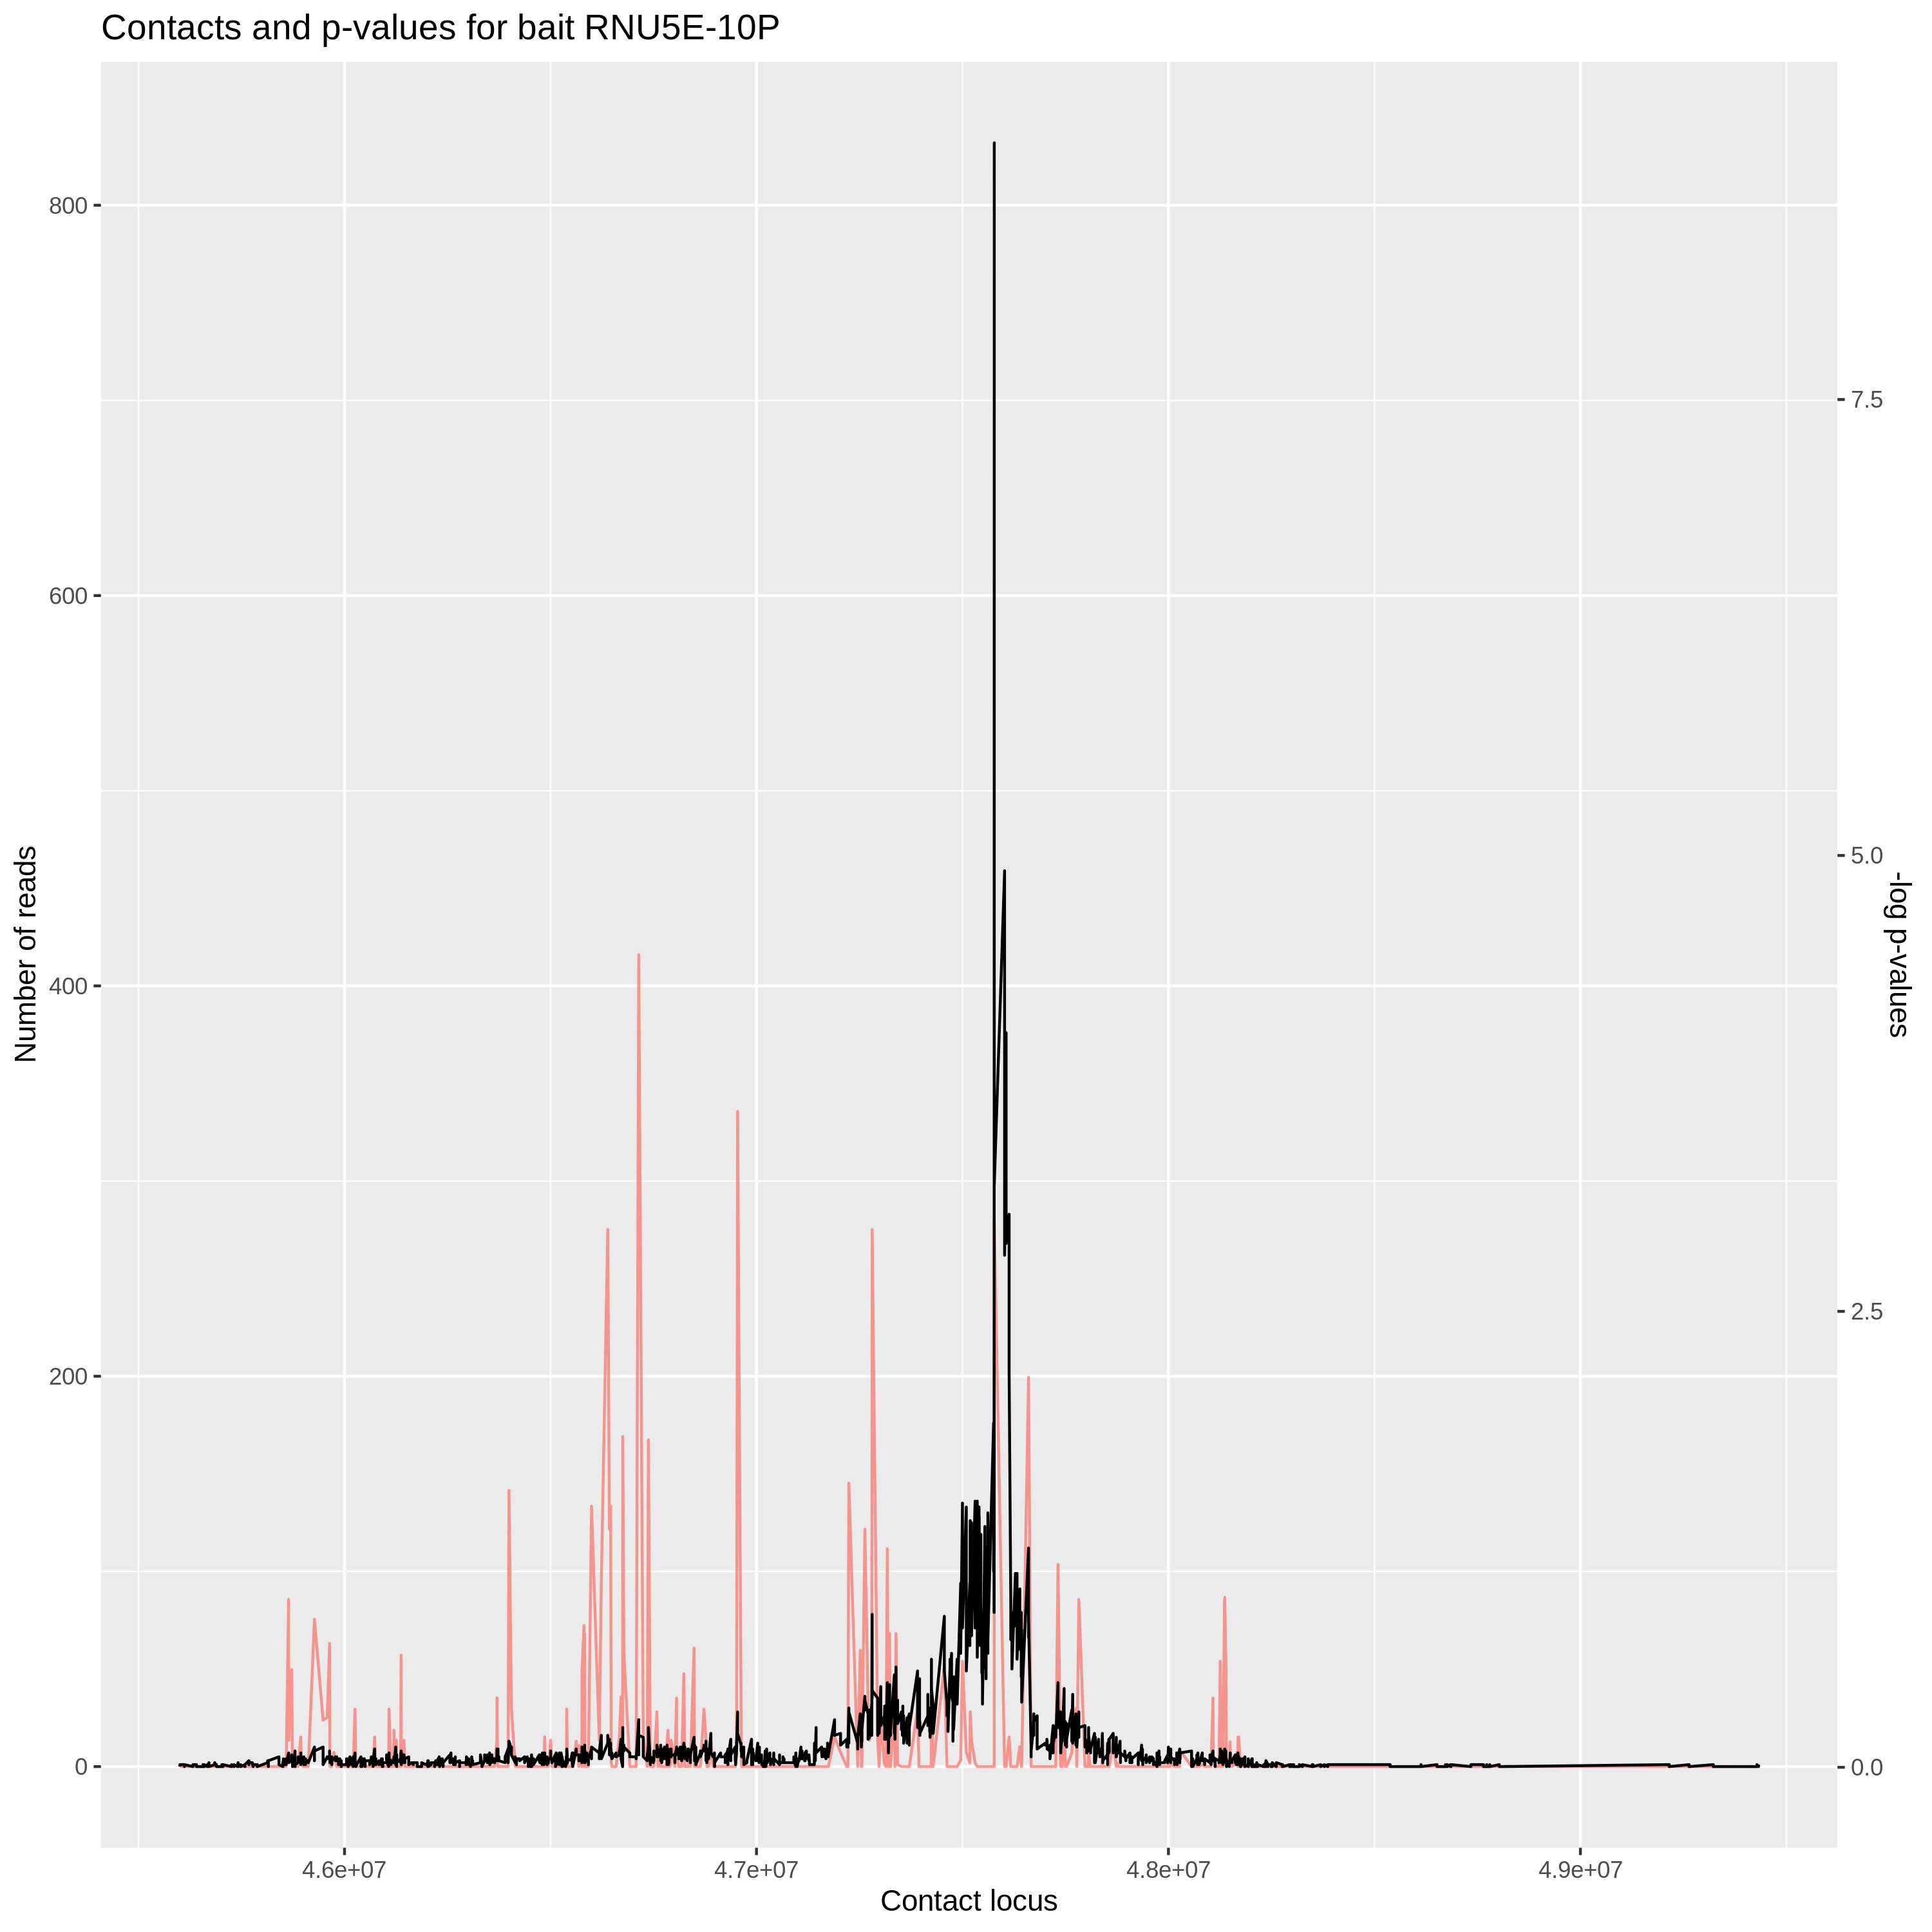 Contacts and p-values for bait RNU5E-10P
800
600
400
200
0
Number of reads
7.5
5.0
2.5
0.0
-log p-values
4.6e+07 4.7e+07 4.8e+07 4.9e+07
Contact locus